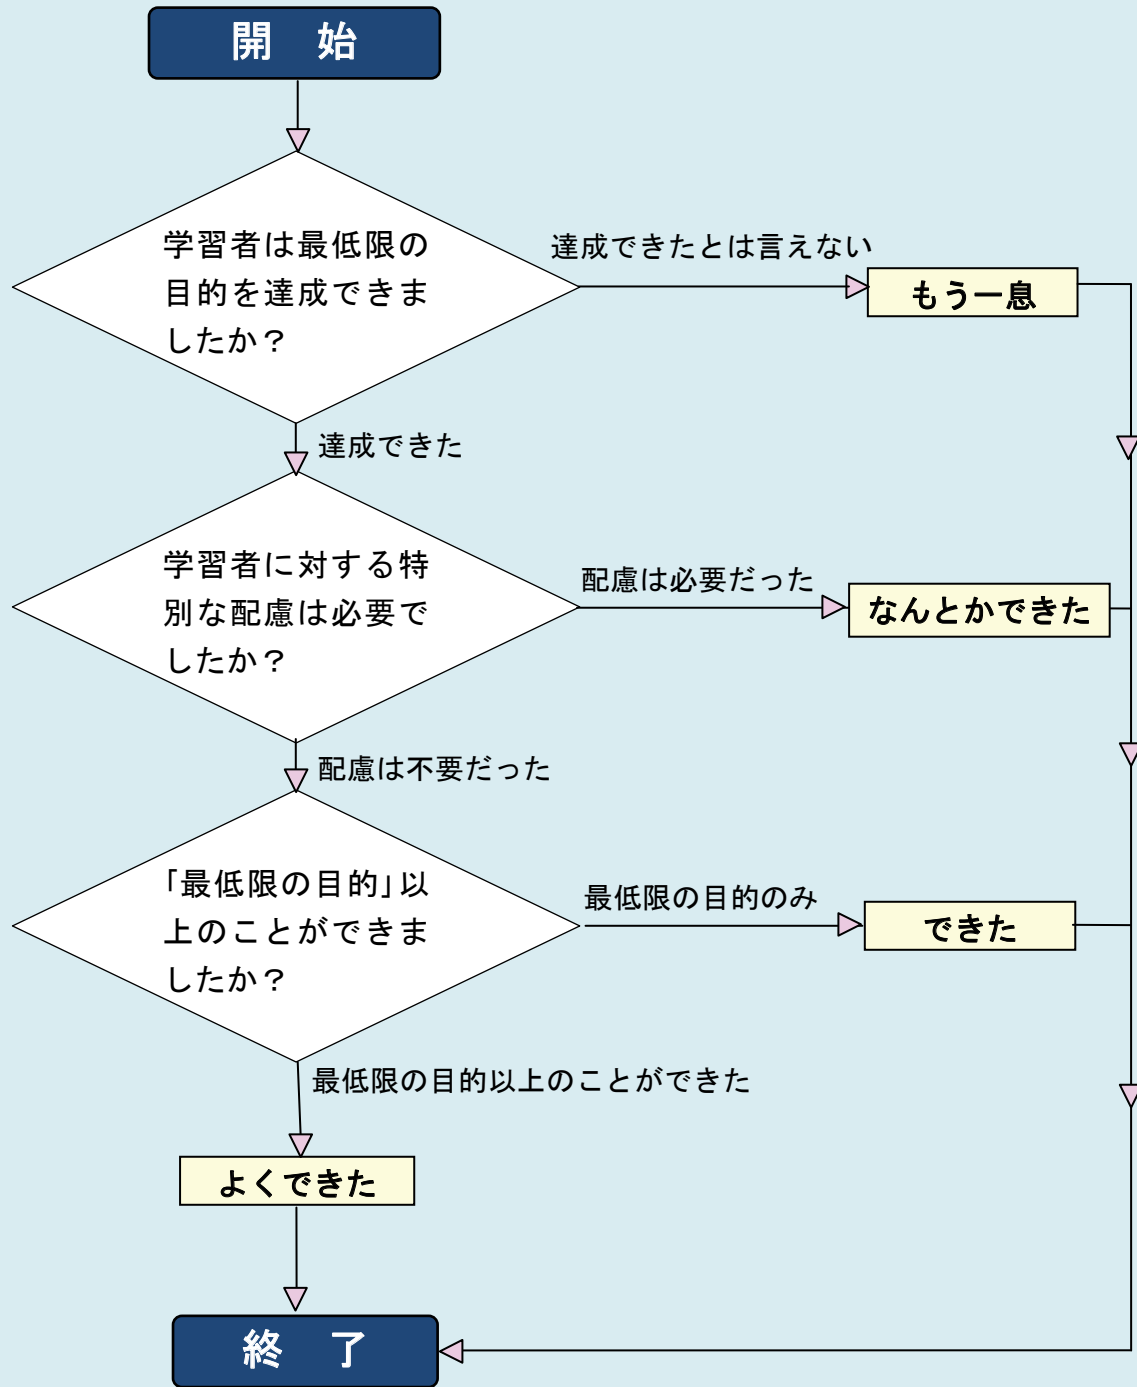 開　始
学習者は最低限の
目的を達成できま
したか？
達成できたとは言えない
もう一息
達成できた
学習者に対する特
別な配慮は必要で
したか？
配慮は必要だった
なんとかできた
配慮は不要だった
「最低限の目的」以
上のことができま
したか？
最低限の目的のみ
できた
最低限の目的以上のことができた
よくできた
終　了